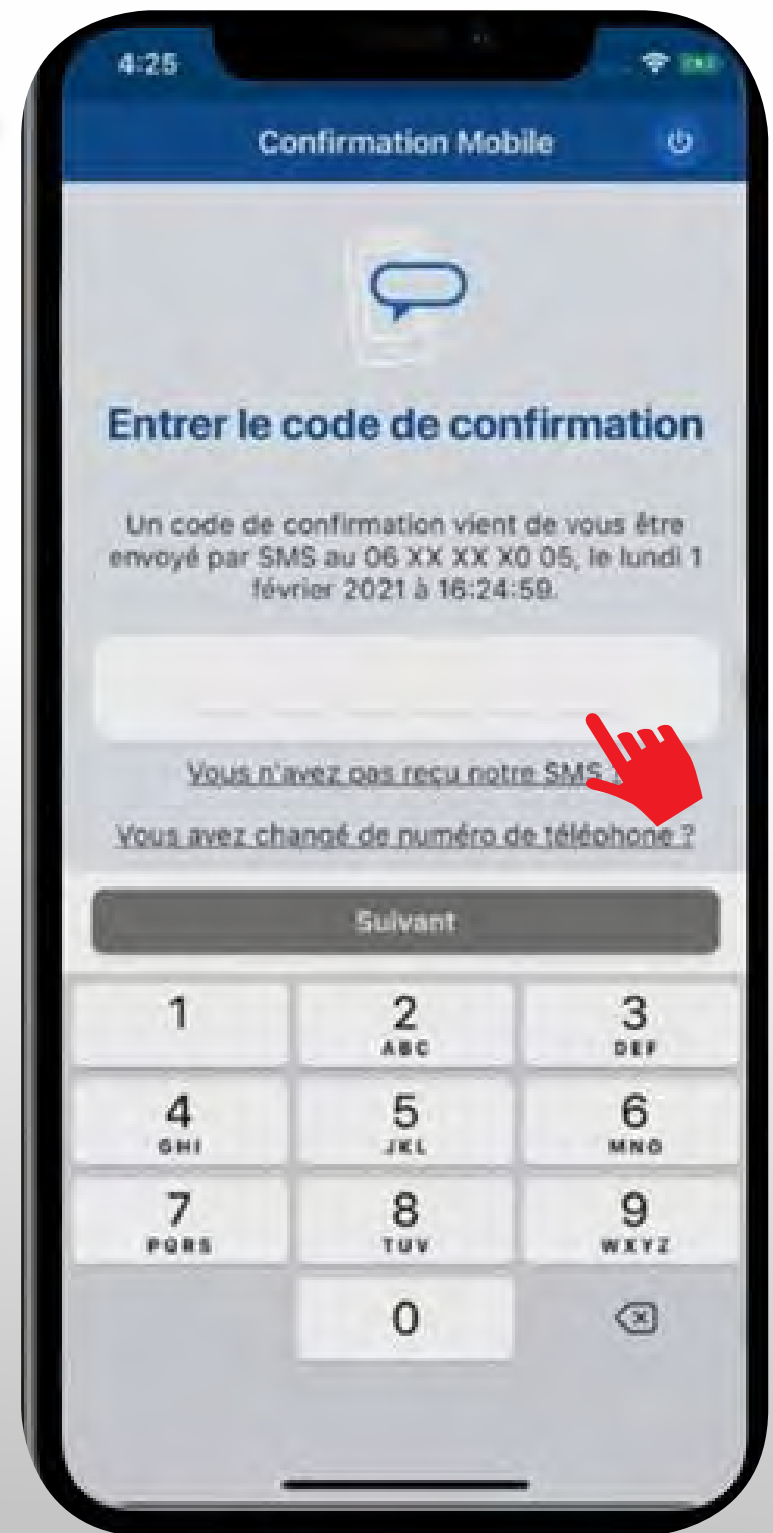 4:25
Confirmation Mobile
Entrer le code de confirmation
Un code de confirmation vient de vous être
envoyé par SMS au 06 XX XX X0 05, le lundi 1
février 2021 à 16:24:59.
Vous n'avez pas reçu notre SMS ?
Vous avez changé de numéro de téléphone ?
Suivant
1 2 3
ABC DEF
4 5 6
GHI JKL MNO
7 8 9
PQRS TUV WXYZ
0